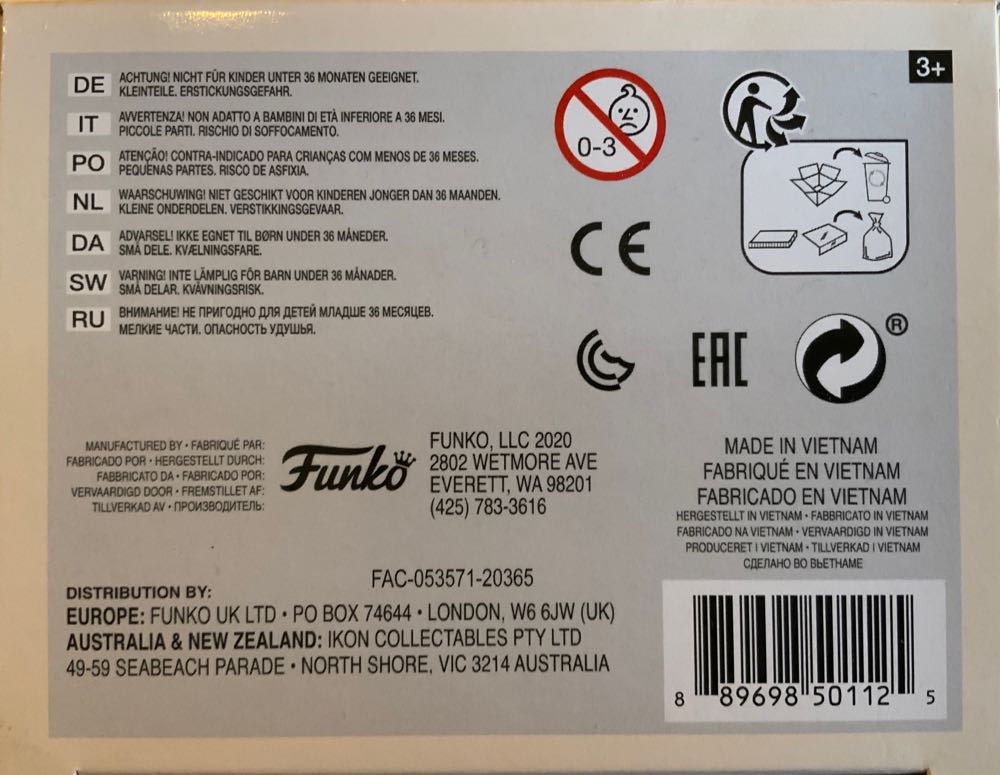 3+
DE ACHTUNG! NICHT FÜR KINDER UNTER 36 MONATEN GEEIGNET.
KLEINTEILE. ERSTICKUNGSGEFAHR.
IT AVVERTENZA! NON ADATTO A BAMBINI DI ETÀ INFERIORE A 36 MESI.
PICCOLE PARTI. RISCHIO DI SOFFOCAMENTO.
PO ATENÇÃO! CONTRA-INDICADO PARA CRIANÇAS COM MENOS DE 36 MESES.
PEQUENAS PARTES. RISCO DE ASFIXIA.
NL WAARSCHUWING! NIET GESCHIKT VOOR KINDEREN JONGER DAN 36 MAANDEN.
KLEINE ONDERDELEN. VERSTIKKINGSGEVAAR.
DA ADVARSEL! IKKE EGNET TIL BØRN UNDER 36 MÅNEDER.
SMÅ DELE. KVÆLNINGSFARE.
SW VARNING! INTE LÄMPLIG FÖR BARN UNDER 36 MÅNADER.
SMÅ DELAR. KVÄVNINGSRISK.
RU ВНИМАНИЕ! НЕ ПРИГОДНО ДЛЯ ДЕТЕЙ МЛАДШЕ 36 МЕСЯЦЕВ.
МЕЛКИЕ ЧАСТИ. ОПАСНОСТЬ УДУШЬЯ.
0-3
CE
EAC
®
MANUFACTURED BY • FABRIQUÉ PAR:
FABRICADO POR • HERGESTELLT DURCH:
FABBRICATO DA • FABRICADO POR:
VERVAARDIGD DOOR • FREMSTILLET AF:
TILLVERKAD AV • ПРОИЗВОДИТЕЛЬ:
Funko
FUNKO, LLC 2020
2802 WETMORE AVE
EVERETT, WA 98201
(425) 783-3616
MADE IN VIETNAM
FABRIQUÉ EN VIETNAM
FABRICADO EN VIETNAM
HERGESTELLT IN VIETNAM • FABBRICATO IN VIETNAM
FABRICADO NA VIETNAM • VERVAARDIGD IN VIETNAM
PRODUCERET I VIETNAM • TILLVERKAD I VIETNAM
СДЕЛАНО ВО ВЬЕТНАМЕ
FAC-053571-20365
DISTRIBUTION BY:
EUROPE: FUNKO UK LTD • PO BOX 74644 • LONDON, W6 6JW (UK)
AUSTRALIA & NEW ZEALAND: IKON COLLECTABLES PTY LTD
49-59 SEABEACH PARADE • NORTH SHORE, VIC 3214 AUSTRALIA
8 89698 50112 5